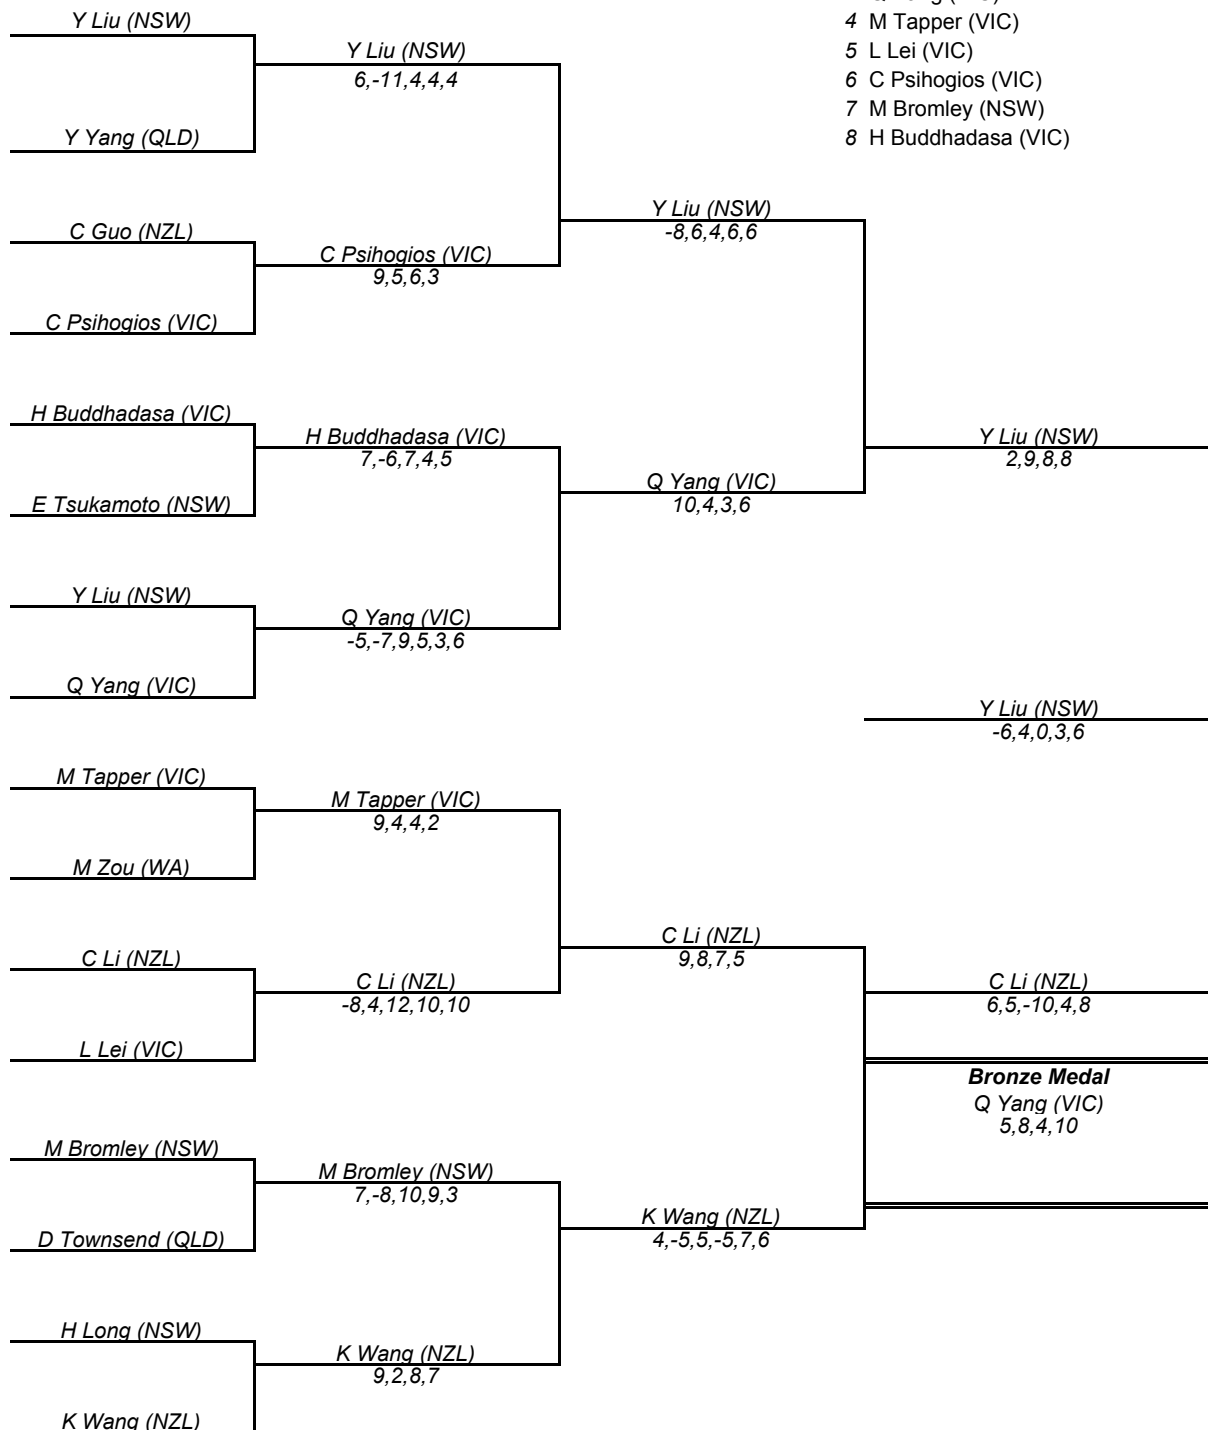 4 M Tapper (VIC)
5 L Lei (VIC)
6 C Psihogios (VIC)
7 M Bromley (NSW)
8 H Buddhadasa (VIC)
Y Liu (NSW)
Y Yang (QLD)
C Guo (NZL)
C Psihogios (VIC)
H Buddhadasa (VIC)
E Tsukamoto (NSW)
Y Liu (NSW)
Q Yang (VIC)
M Tapper (VIC)
M Zou (WA)
C Li (NZL)
L Lei (VIC)
M Bromley (NSW)
D Townsend (QLD)
H Long (NSW)
K Wang (NZL)
Y Liu (NSW)
6,-11,4,4,4
C Psihogios (VIC)
9,5,6,3
H Buddhadasa (VIC)
7,-6,7,4,5
Q Yang (VIC)
-5,-7,9,5,3,6
M Tapper (VIC)
9,4,4,2
C Li (NZL)
-8,4,12,10,10
M Bromley (NSW)
7,-8,10,9,3
K Wang (NZL)
9,2,8,7
Y Liu (NSW)
-8,6,4,6,6
Q Yang (VIC)
10,4,3,6
C Li (NZL)
9,8,7,5
K Wang (NZL)
4,-5,5,-5,7,6
Y Liu (NSW)
2,9,8,8
Y Liu (NSW)
-6,4,0,3,6
C Li (NZL)
6,5,-10,4,8
Bronze Medal
Q Yang (VIC)
5,8,4,10